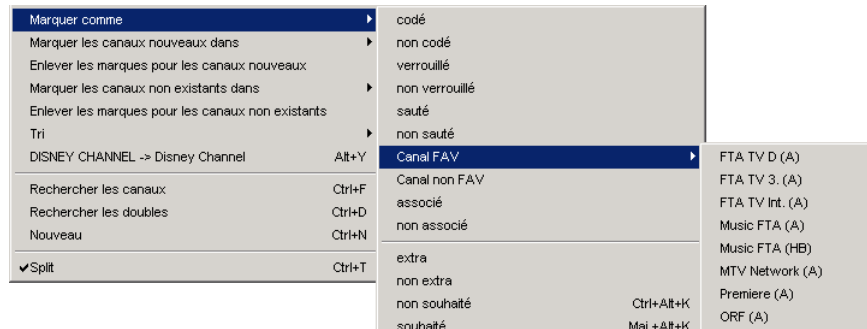 Marquer comme
Marquer les canaux nouveaux dans
Enlever les marques pour les canaux nouveaux
Marquer les canaux non existants dans
Enlever les marques pour les canaux non existants
Tri
DISNEY CHANNEL -> Disney Channel Alt+Y
Rechercher les canaux Ctrl+F
Rechercher les doubles Ctrl+D
Nouveau Ctrl+N
Split Ctrl+T
codé
non codé
verrouillé
non verrouillé
sauté
non sauté
Canal FAV
Canal non FAV
associé
non associé
extra
non extra
non souhaité Ctrl+Alt+K
souhaité Maj.+Alt+K
FTA TV D (A)
FTA TV 3. (A)
FTA TV Int. (A)
Music FTA (A)
Music FTA (HB)
MTV Network (A)
Premiere (A)
ORF (A)